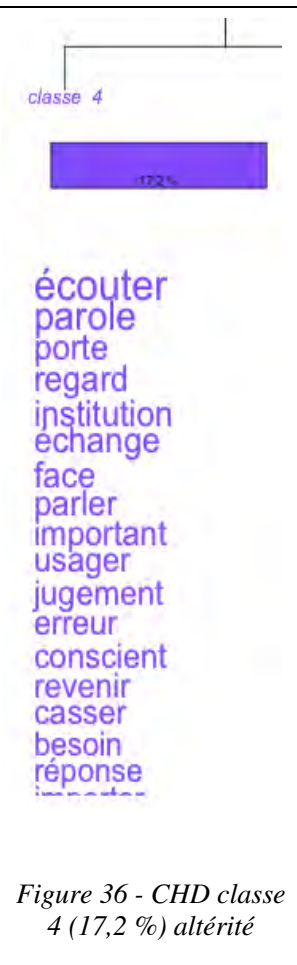 classe 4
17,2 %
écouter
parole
porte
regard
institution
échange
face
parler
important
usager
jugement
erreur
conscient
revenir
casser
besoin
réponse
Figure 36 - CHD classe
4 (17,2 %) altérité